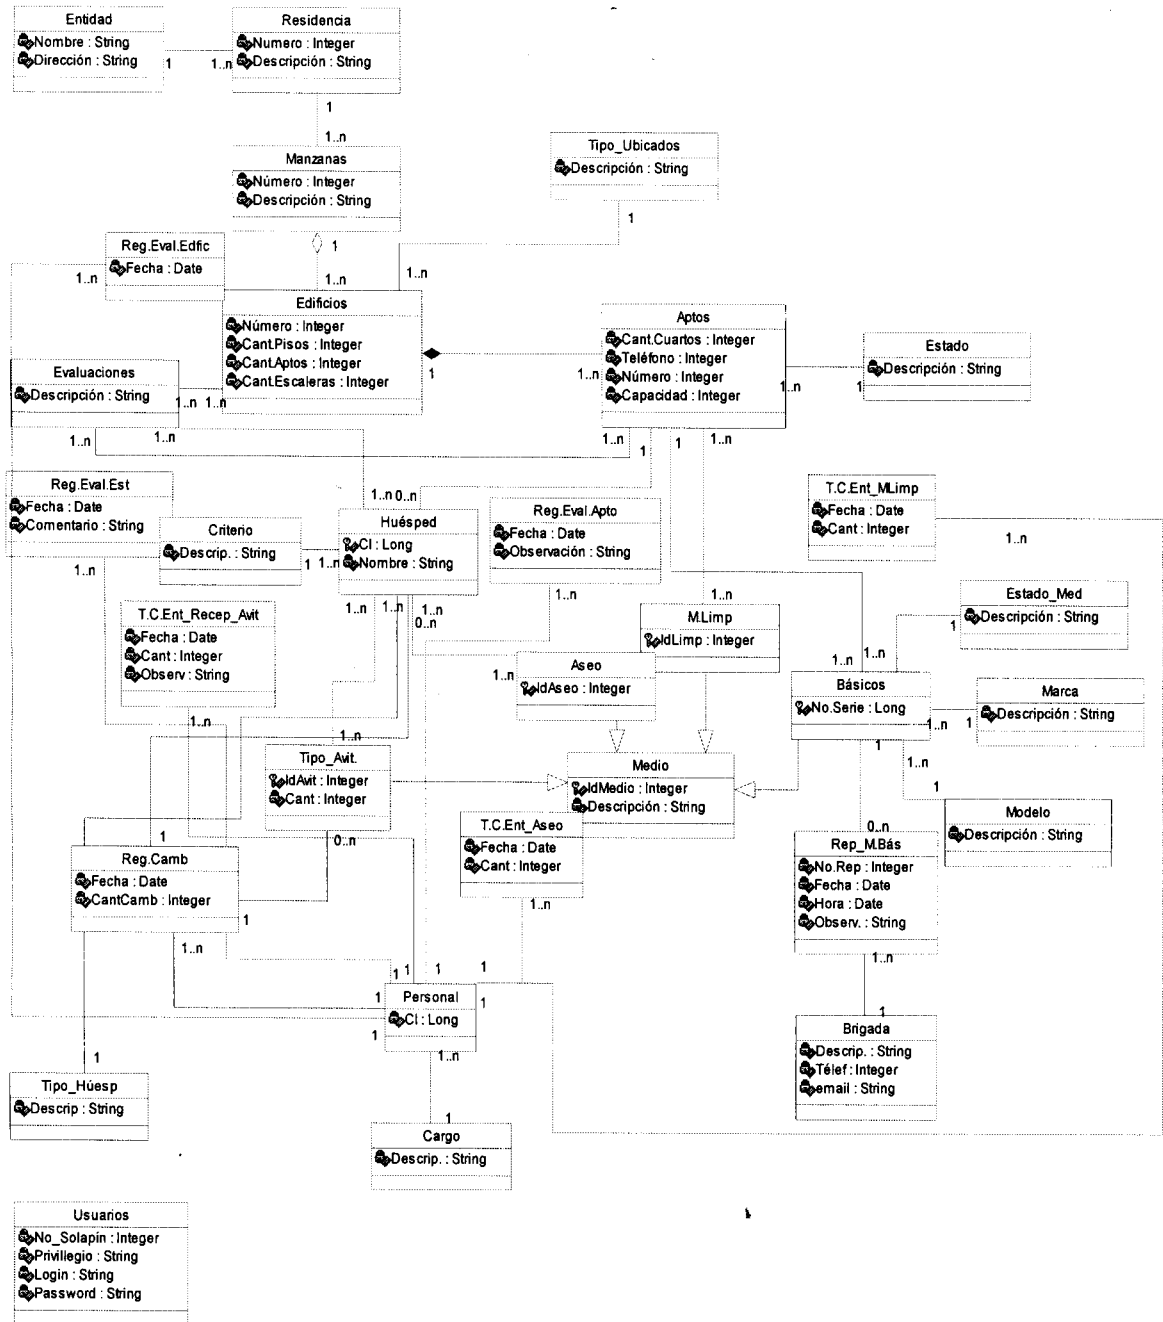 Entidad
Nombre : String
Dirección : String
1
1..n
Residencia
Numero : Integer
Descripción : String
1
1..n
Manzanas
Número : Integer
Descripción : String
1
1..n
Tipo_Ubicados
Descripción : String
1
1..n
Reg.Eval.Edfic
Fecha : Date
1..n
Edificios
Número : Integer
Cant.Pisos : Integer
Cant.Aptos : Integer
Cant.Escaleras : Integer
1
1..n
Aptos
Cant.Cuartos : Integer
Teléfono : Integer
Número : Integer
Capacidad : Integer
1..n
1
Estado
Descripción : String
Evaluaciones
Descripción : String
1..n
1..n
1..n
1..n
1..n
1
1
1..n
Reg.Eval.Est
Fecha : Date
Comentario : String
1..n
Criterio
Descrip. : String
1
1..n
1..n
0..n
Huésped
CI : Long
Nombre : String
1..n
1..n
1..n
0..n
Reg.Eval.Apto
Fecha : Date
Observación : String
1..n
T.C.Ent_MLimp
Fecha : Date
Cant : Integer
1..n
T.C.Ent_Recep_Avit
Fecha : Date
Cant : Integer
Observ : String
1..n
M.Limp
IdLimp : Integer
1..n
Estado_Med
Descripción : String
1
Aseo
IdAseo : Integer
1..n
1..n
1..n
Básicos
No.Serie : Long
1..n
1
Marca
Descripción : String
1
1..n
1
Modelo
Descripción : String
1..n
Tipo_Avit.
IdAvit : Integer
Cant : Integer
0..n
Medio
IdMedio : Integer
Descripción : String
T.C.Ent_Aseo
Fecha : Date
Cant : Integer
1..n
0..n
Rep_M.Bás
No.Rep : Integer
Fecha : Date
Hora : Date
Observ. : String
1..n
1
Reg.Camb
Fecha : Date
CantCamb : Integer
1
1..n
1
1
1
1
1
1
1
Personal
CI : Long
1..n
1
Brigada
Descrip. : String
Télef : Integer
email : String
1
Tipo_Húesp
Descrip : String
1
Cargo
Descrip. : String
Usuarios
No_Solapín : Integer
Privillegio : String
Login : String
Password : String